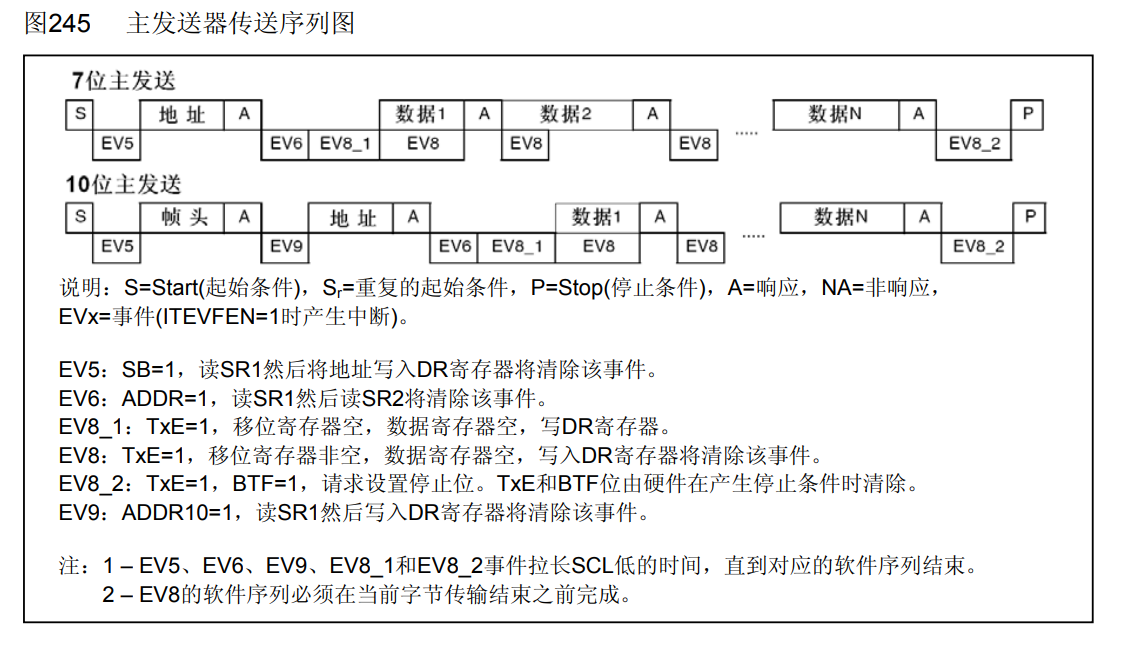 图245 主发送器传送序列图
7位主发送
S 地址 A 数据1 A 数据2 A 数据N A P
EV5 EV6 EV8_1 EV8 EV8 EV8 ..... EV8_2
10位主发送
S 帧头 A 地址 A 数据1 A 数据N A P
EV5 EV9 EV6 EV8_1 EV8 EV8 ..... EV8_2
说明：S=Start(起始条件)，Sr=重复的起始条件，P=Stop(停止条件)，A=响应，NA=非响应，
EVx=事件(ITEVFEN=1时产生中断)。
EV5：SB=1，读SR1然后将地址写入DR寄存器将清除该事件。
EV6：ADDR=1，读SR1然后读SR2将清除该事件。
EV8_1：TxE=1，移位寄存器空，数据寄存器空，写DR寄存器。
EV8：TxE=1，移位寄存器非空，数据寄存器空，写入DR寄存器将清除该事件。
EV8_2：TxE=1，BTF=1，请求设置停止位。TxE和BTF位由硬件在产生停止条件时清除。
EV9：ADDR10=1，读SR1然后写入DR寄存器将清除该事件。
注：1 – EV5、EV6、EV9、EV8_1和EV8_2事件拉长SCL低的时间，直到对应的软件序列结束。
2 – EV8的软件序列必须在当前字节传输结束之前完成。